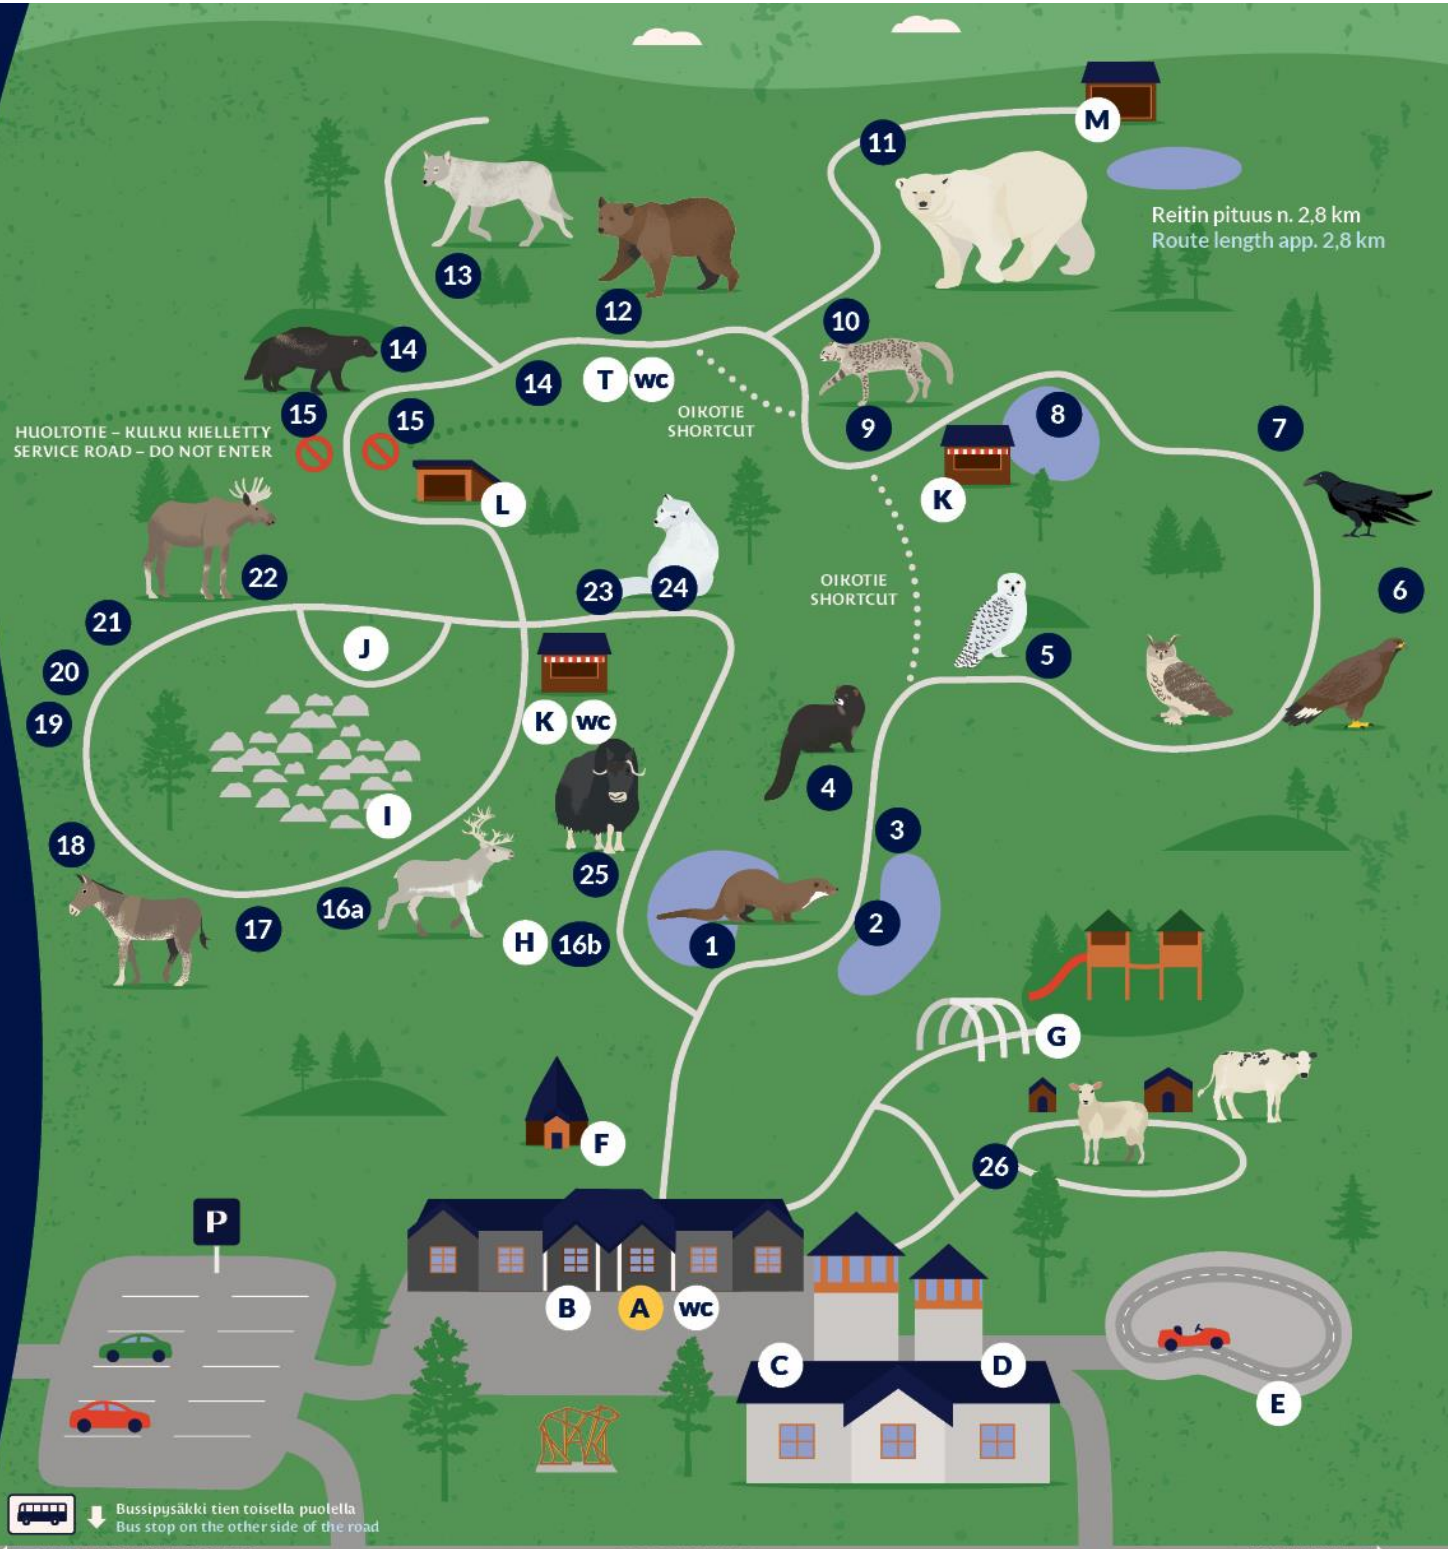 M
11
Reitin pituus n. 2,8 km
Route length app. 2,8 km
13
12
10
14
14
T
WC
15
15
OIKOTIE
SHORTCUT
9
8
7
HUOLTOTIE – KULKU KIELLETTY
SERVICE ROAD – DO NOT ENTER
L
K
22
23
24
OIKOTIE
SHORTCUT
6
21
J
5
20
19
K
WC
4
I
3
18
25
16a
17
H
16b
1
2
G
F
26
P
B
A
WC
C
D
E
Bussipysäkki tien toisella puolella
Bus stop on the other side of the road